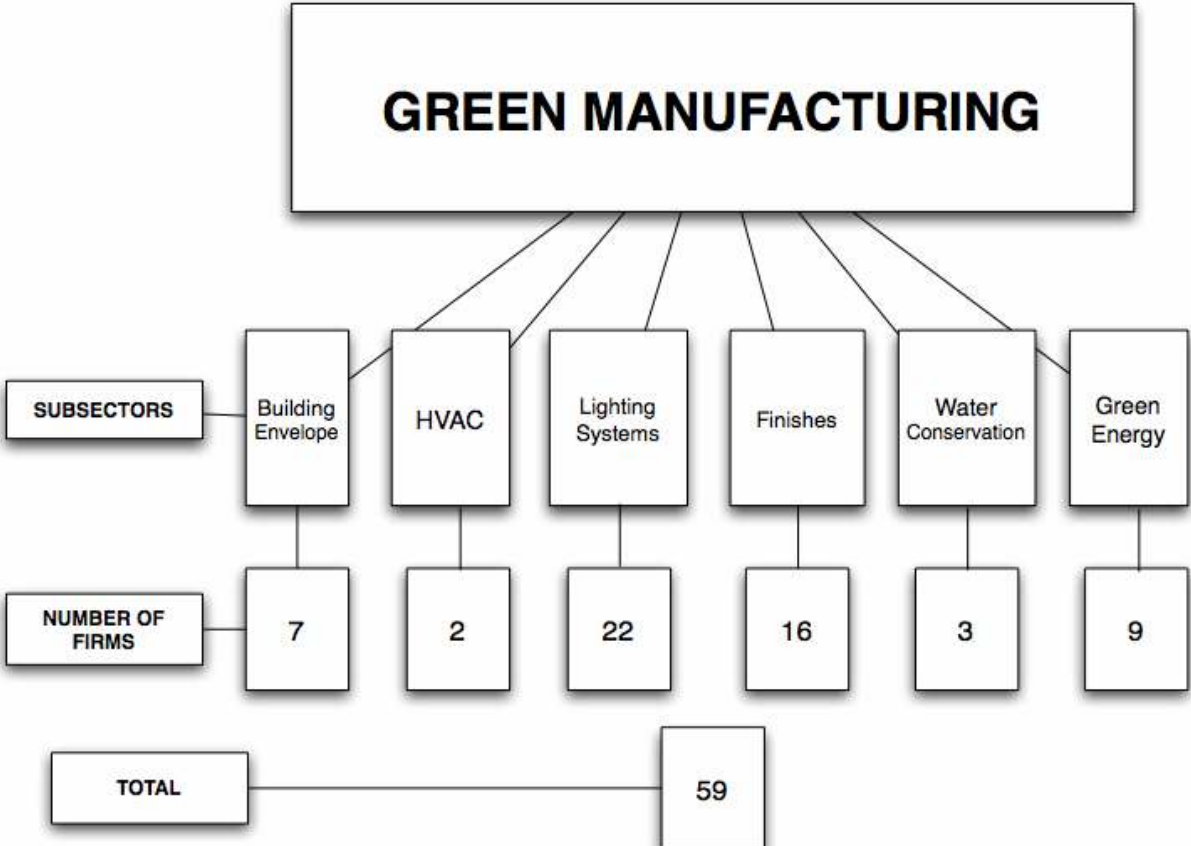 GREEN MANUFACTURING
SUBSECTORS
Building
Envelope
HVAC
Lighting
Systems
Finishes
Water
Conservation
Green
Energy
NUMBER OF
FIRMS
7
2
22
16
3
9
TOTAL
59